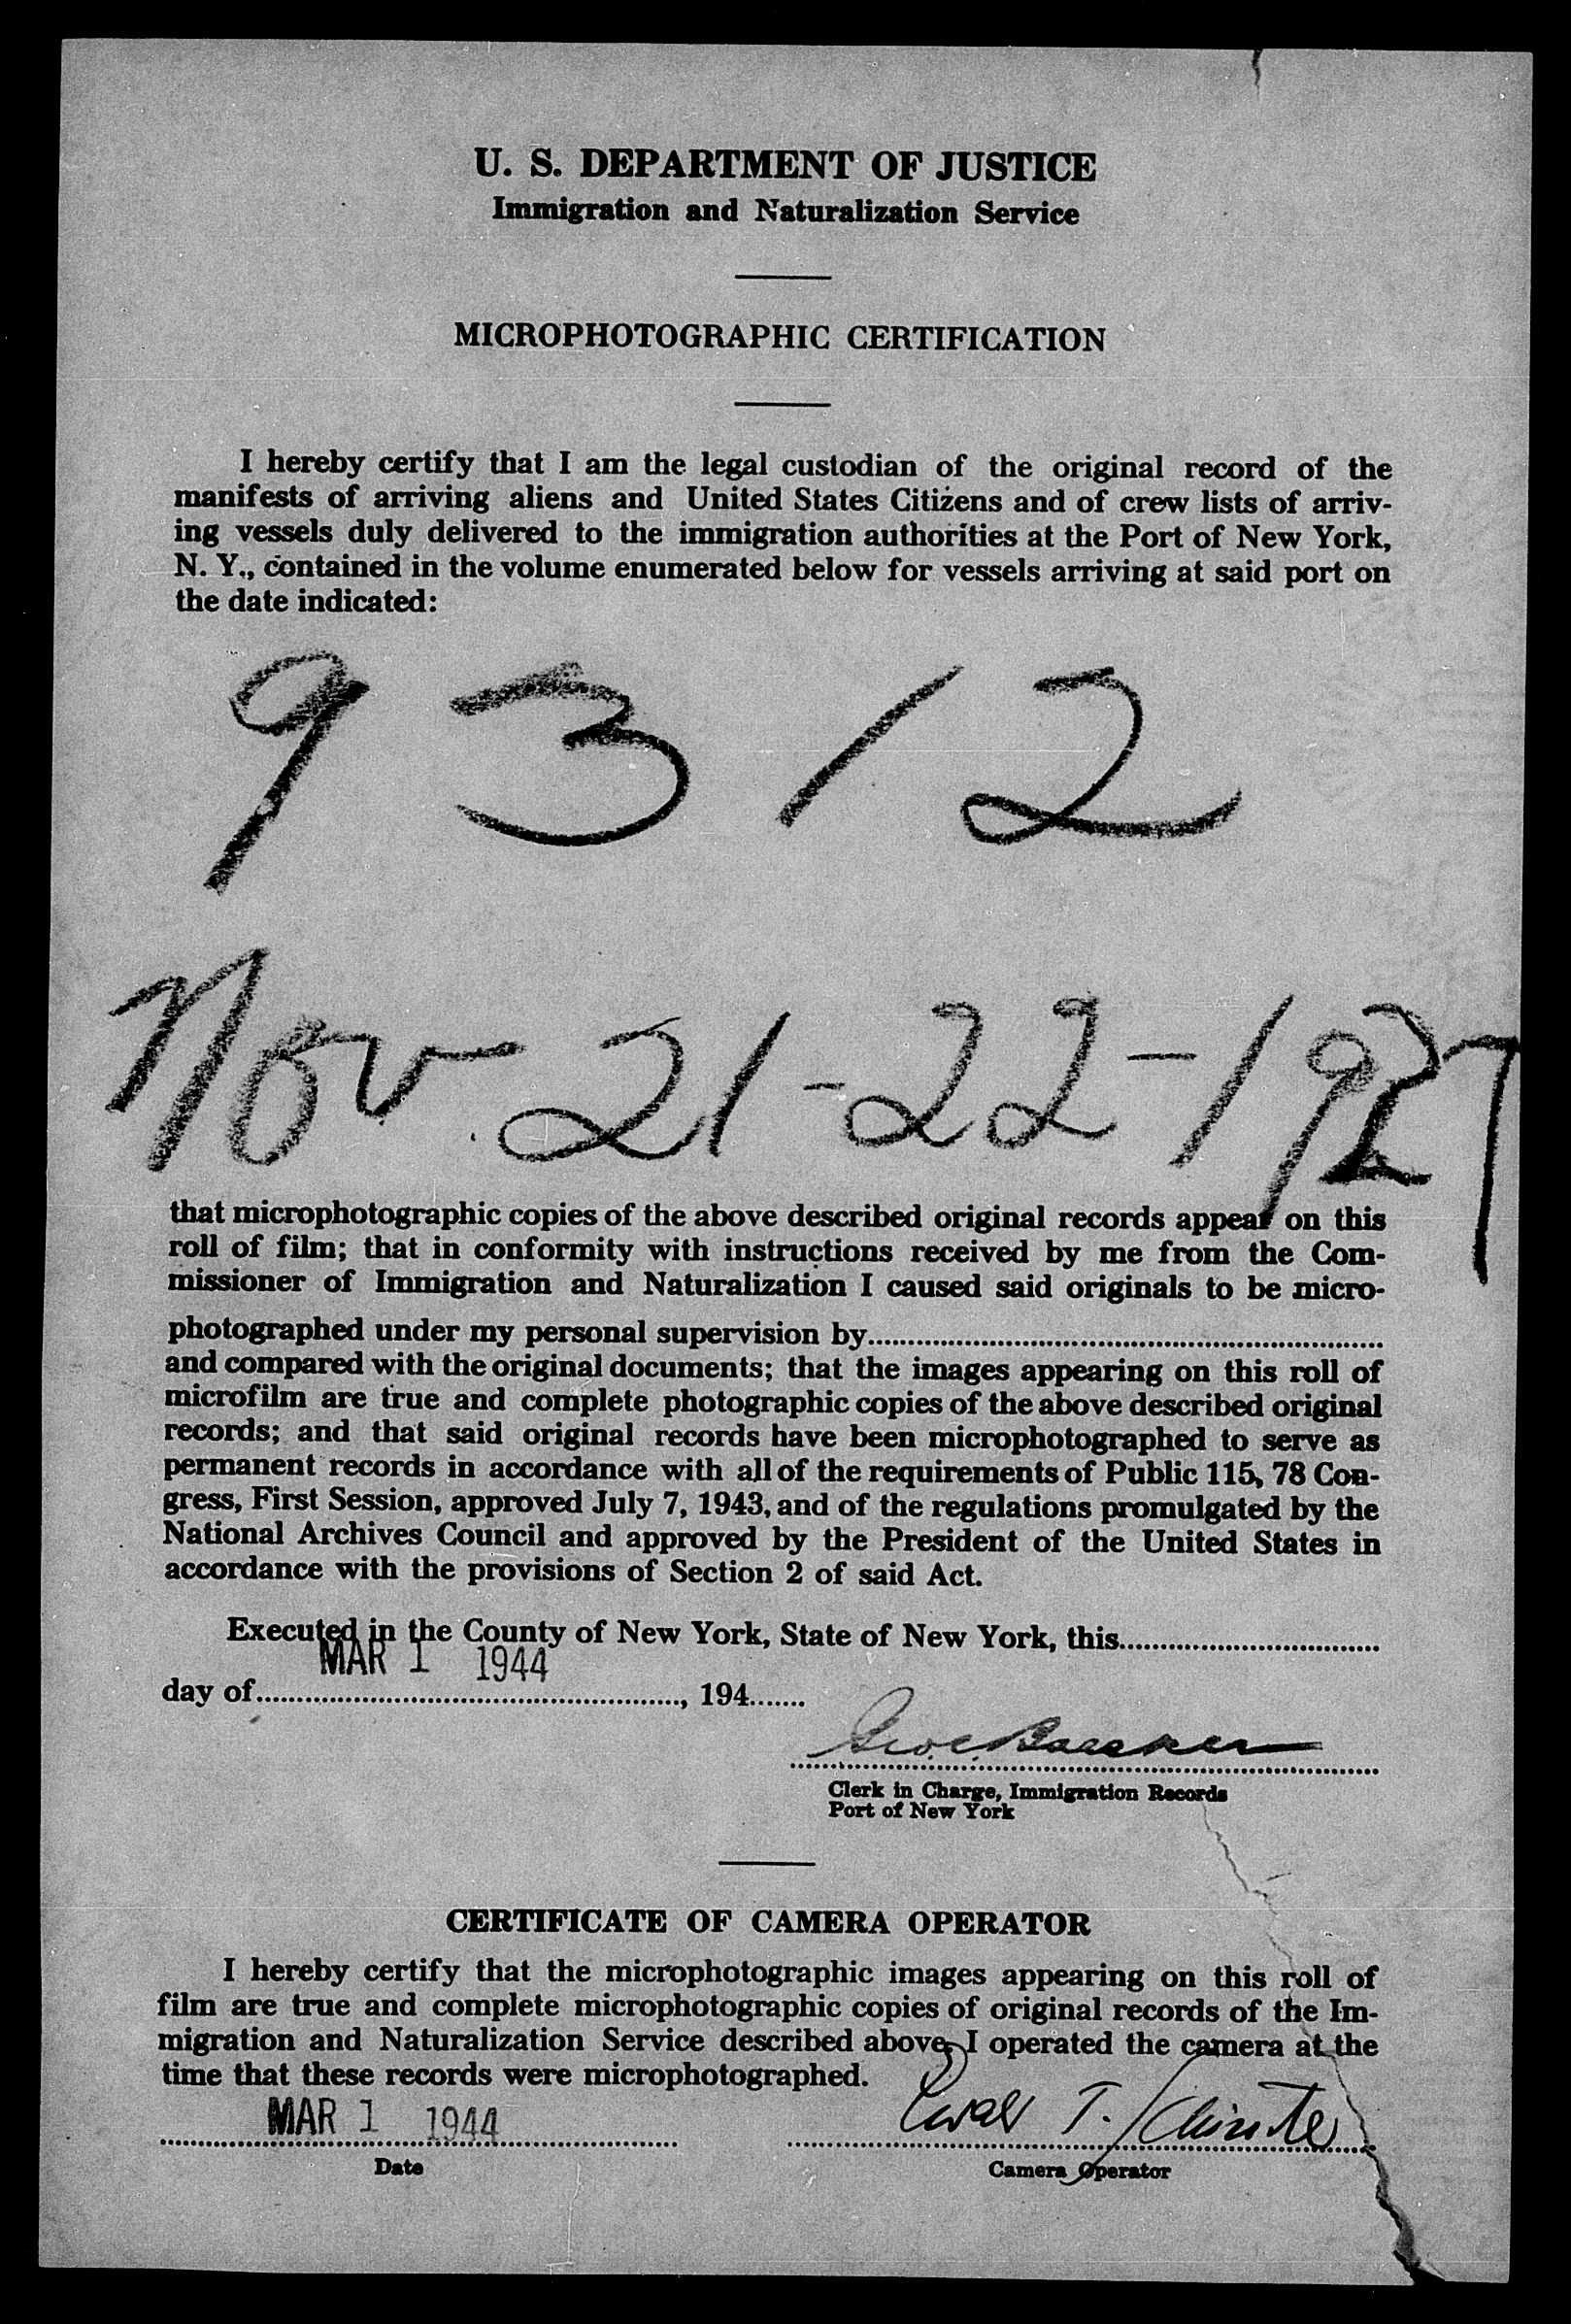 U. S. DEPARTMENT OF JUSTICE
Immigration and Naturalization Service
MICROPHOTOGRAPHIC CERTIFICATION
I hereby certify that I am the legal custodian of the original record of the
manifests of arriving aliens and United States Citizens and of crew lists of arriv-
ing vessels duly delivered to the immigration authorities at the Port of New York,
N. Y., contained in the volume enumerated below for vessels arriving at said port on
the date indicated:
9312
Nov 21-22-1927
that microphotographic copies of the above described original records appear on this
roll of film; that in conformity with instructions received by me from the Com-
missioner of Immigration and Naturalization I caused said originals to be micro-
photographed under my personal supervision by
and compared with the original documents; that the images appearing on this roll of
microfilm are true and complete photographic copies of the above described original
records; and that said original records have been microphotographed to serve as
permanent records in accordance with all of the requirements of Public 115, 78 Con-
gress, First Session, approved July 7, 1943, and of the regulations promulgated by the
National Archives Council and approved by the President of the United States in
accordance with the provisions of Section 2 of said Act.
Executed in the County of New York, State of New York, this
MAR 1 1944
day of , 194
Clerk in Charge, Immigration Records
Port of New York
CERTIFICATE OF CAMERA OPERATOR
I hereby certify that the microphotographic images appearing on this roll of
film are true and complete microphotographic copies of original records of the Im-
migration and Naturalization Service described above, I operated the camera at the
time that these records were microphotographed.
MAR 1 1944 T.
Date Camera Operator